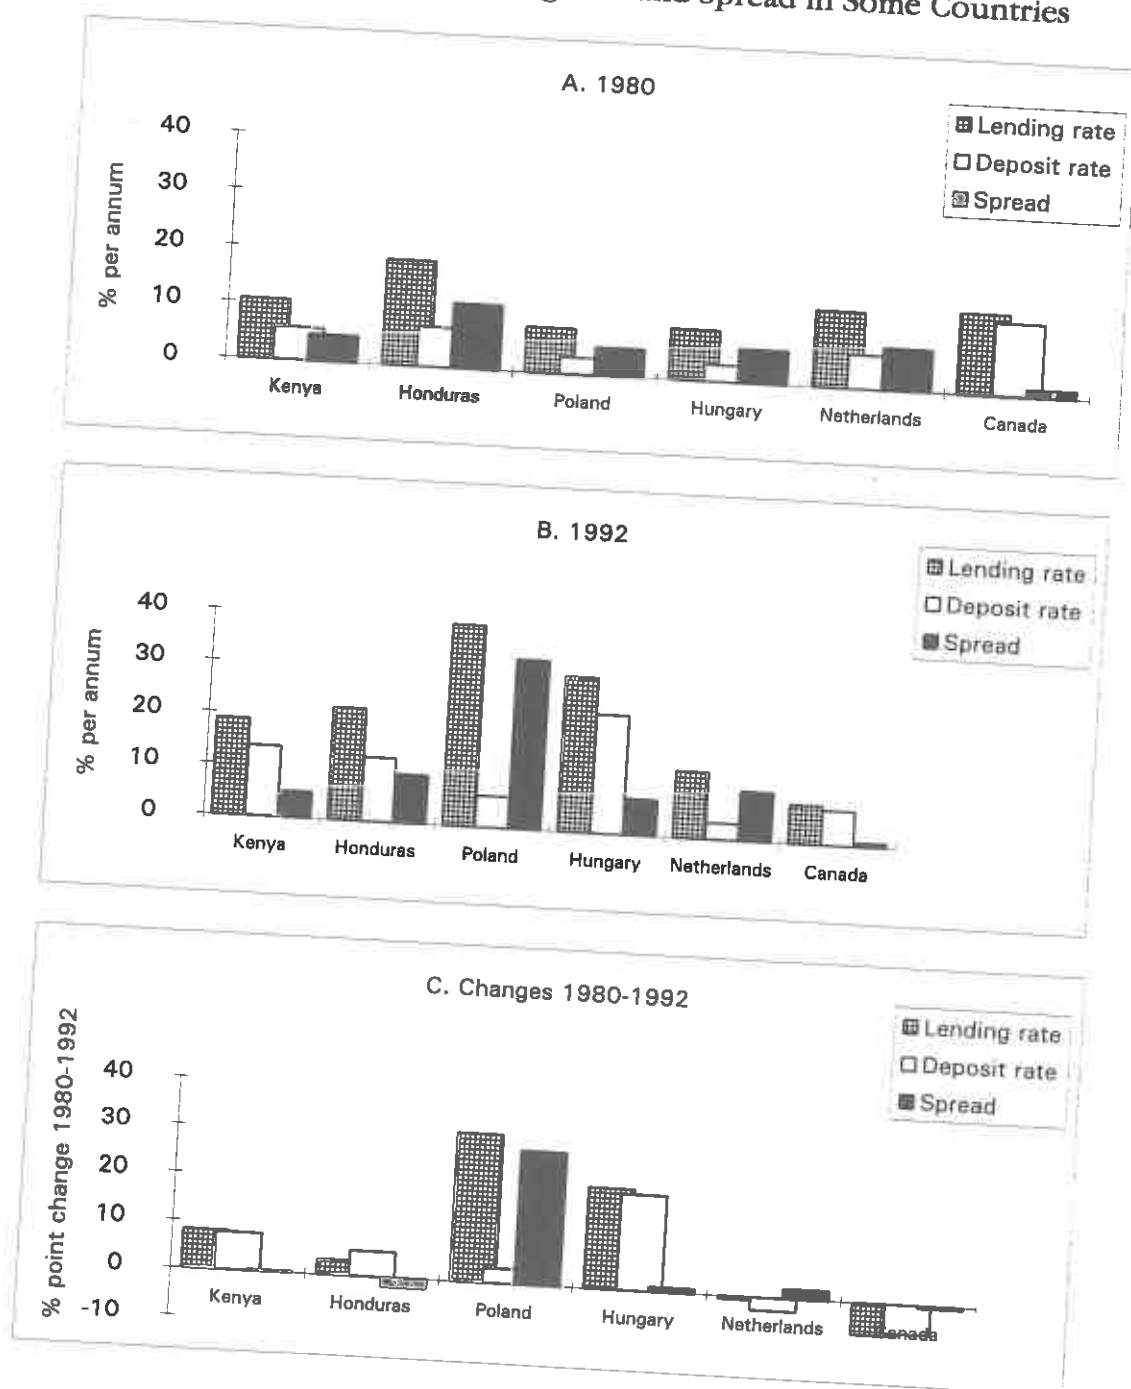 and Spread in Some Countries
A. 1980
Lending rate
Deposit rate
Spread
% per annum
40
30
20
10
0
Kenya
Honduras
Poland
Hungary
Netherlands
Canada
B. 1992
Lending rate
Deposit rate
Spread
% per annum
40
30
20
10
0
Kenya
Honduras
Poland
Hungary
Netherlands
Canada
C. Changes 1980-1992
Lending rate
Deposit rate
Spread
% point change 1980-1992
40
30
20
10
0
-10
Kenya
Honduras
Poland
Hungary
Netherlands
Canada